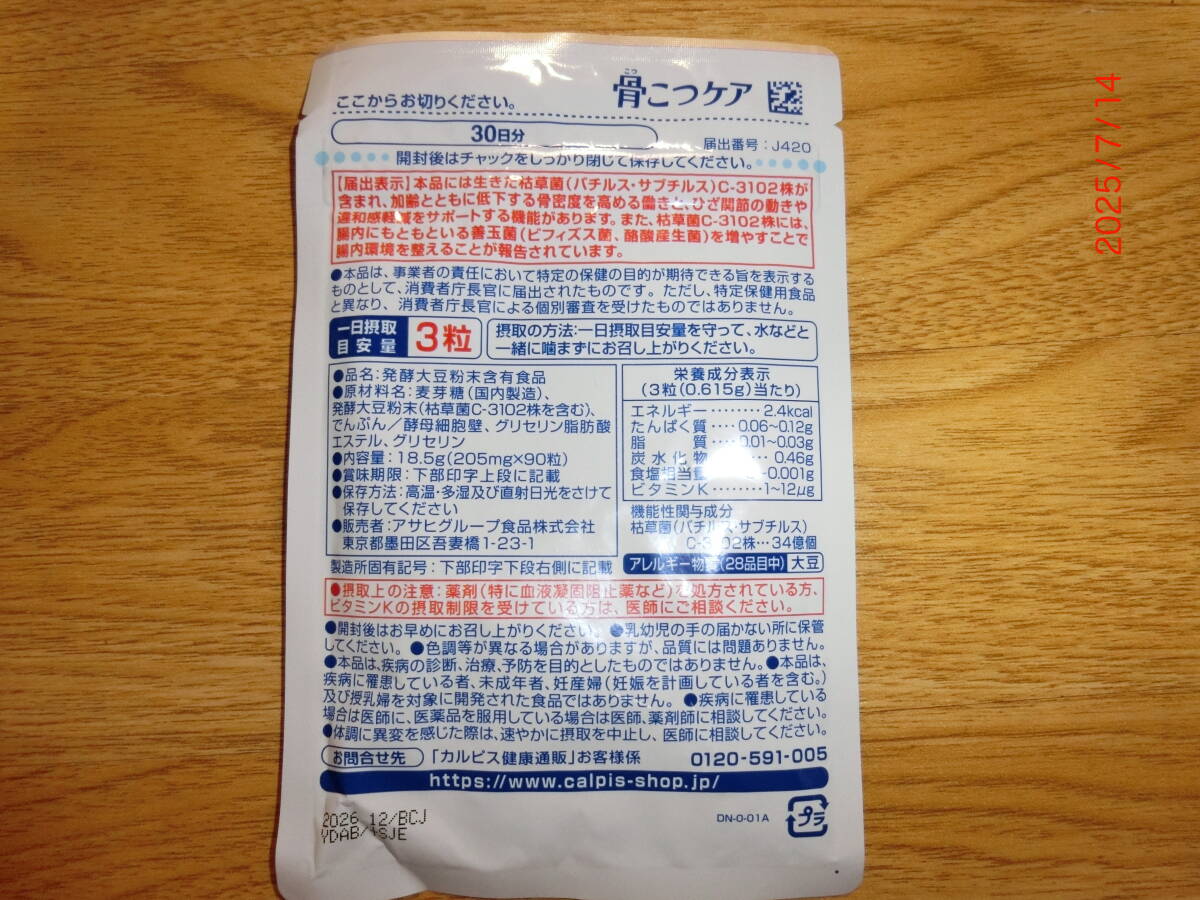 ここからお切りください。
こつ
骨こつケア
30日分
届出番号：J420
開封後はチャックをしっかり閉じて保存してください。
【届出表示】本品には生きた枯草菌(バチルス・サブチルス)C-3102株が
含まれ、加齢とともに低下する骨密度を高める働きと、ひざ関節の動きや
違和感軽減をサポートする機能があります。また、枯草菌C-3102株には、
腸内にもともといる善玉菌(ビフィズス菌、酪酸産生菌)を増やすことで
腸内環境を整えることが報告されています。
●本品は、事業者の責任において特定の保健の目的が期待できる旨を表示する
ものとして、消費者庁長官に届出されたものです。ただし、特定保健用食品
と異なり、消費者庁長官による個別審査を受けたものではありません。
一日摂取
目安量
3粒
摂取の方法:一日摂取目安量を守って、水などと
一緒に噛まずにお召し上がりください。
●品名:発酵大豆粉末含有食品
●原材料名:麦芽糖(国内製造)、
発酵大豆粉末(枯草菌C-3102株を含む)、
でんぷん/酵母細胞壁、グリセリン脂肪酸
エステル、グリセリン
●内容量:18.5g(205mg×90粒)
●賞味期限:下部印字上段に記載
●保存方法:高温・多湿及び直射日光をさけて
保存してください
●販売者:アサヒグループ食品株式会社
東京都墨田区吾妻橋1-23-1
製造所固有記号:下部印字下段右側に記載
栄養成分表示
(3粒(0.615g)当たり)
エネルギー‥‥‥‥2.4kcal
たんぱく質‥‥0.06~0.12g
脂質‥‥0.01~0.03g
炭水化物‥‥0.46g
食塩相当量 0.001g
ビタミンK‥‥‥‥1~12μg
機能性関与成分
枯草菌(バチルス・サブチルス)
C-3102株…34億個
アレルギー物質(28品目中) 大豆
●摂取上の注意:薬剤(特に血液凝固阻止薬など)を処方されている方、
ビタミンKの摂取制限を受けている方は、医師にご相談ください。
●開封後はお早めにお召し上がりください。●乳幼児の手の届かない所に保管
してください。●色調等が異なる場合がありますが、品質には問題ありません。
●本品は、疾病の診断、治療、予防を目的としたものではありません。●本品は、
疾病に罹患している者、未成年者、妊産婦(妊娠を計画している者を含む。)
及び授乳婦を対象に開発された食品ではありません。●疾病に罹患している
場合は医師に、医薬品を服用している場合は医師、薬剤師に相談してください。
●体調に異変を感じた際は、速やかに摂取を中止し、医師に相談してください。
お問合せ先 「カルピス健康通販」お客様係 0120-591-005
https://www.calpis-shop.jp/
2026.12/BCJ
YDAB/ SJE
DN-0-01A
プラ
2025/7/14